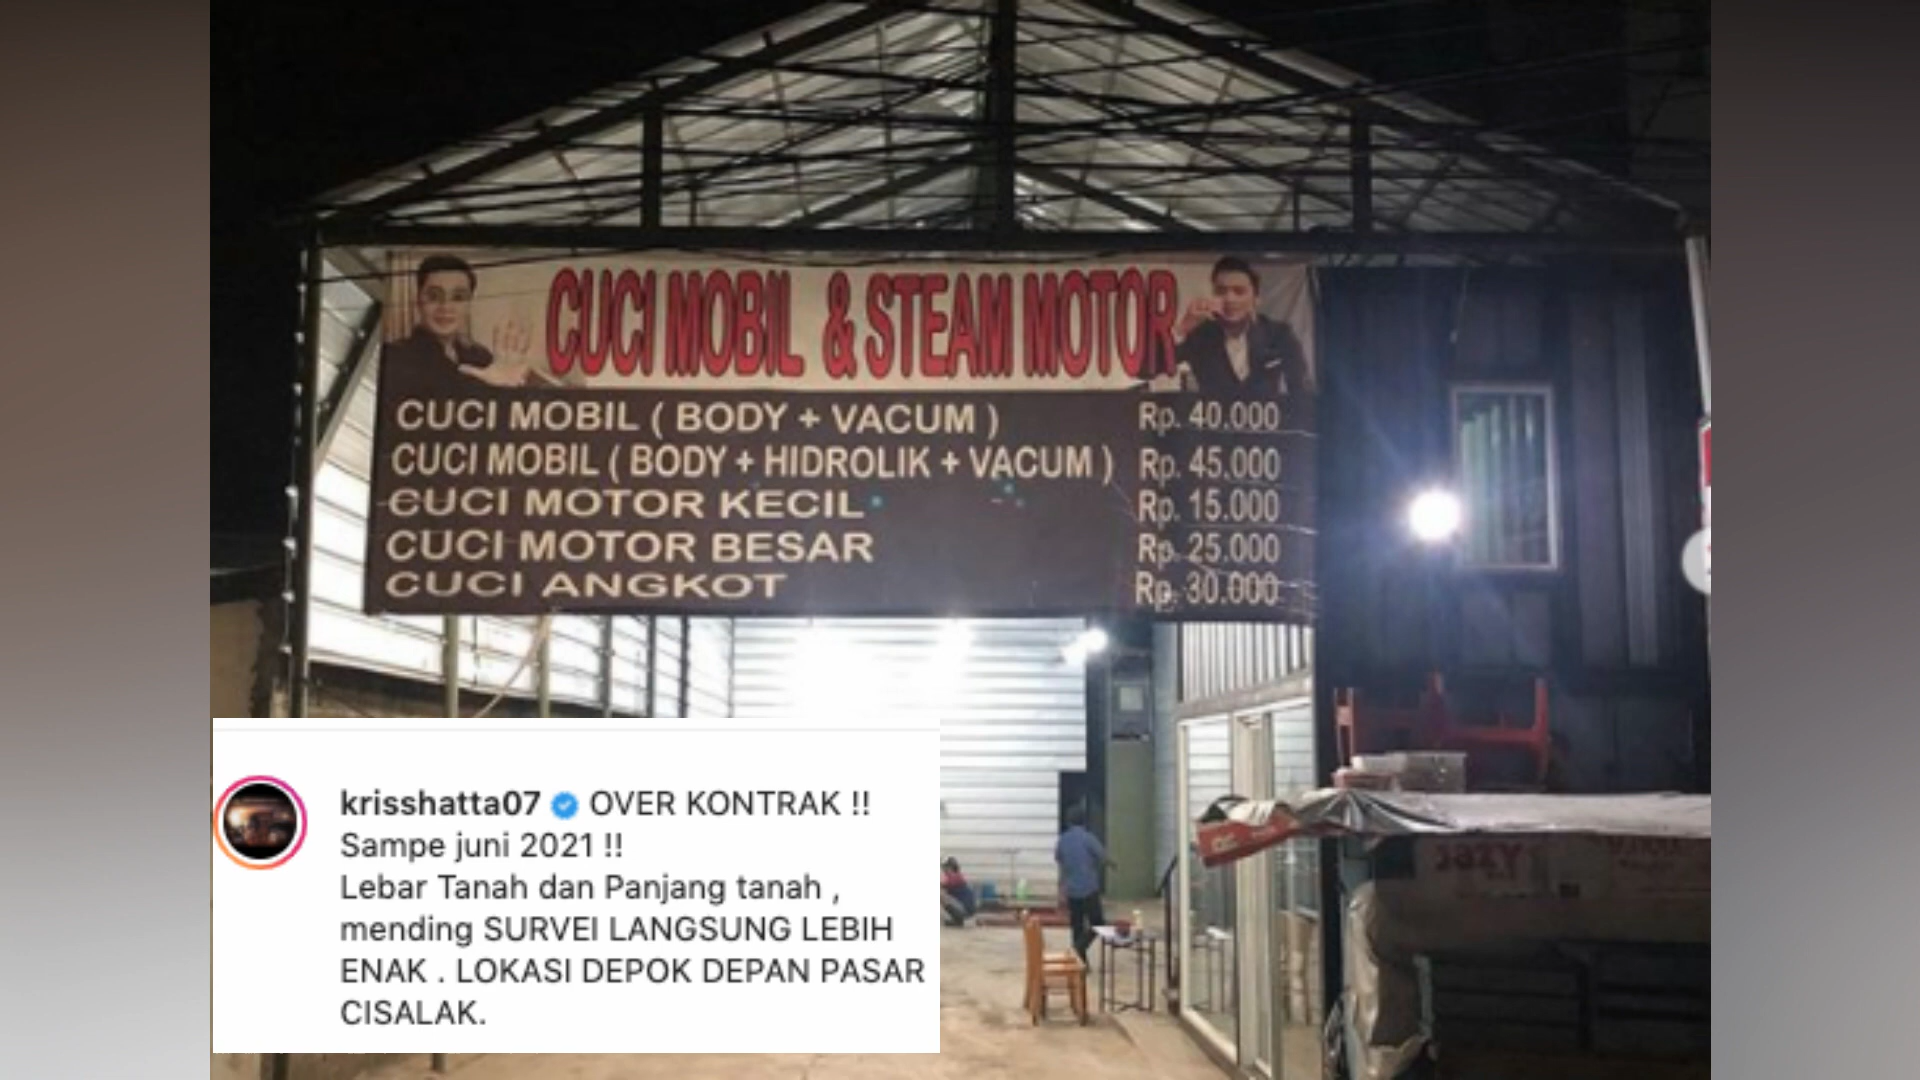 CUCI MOBIL & STEAM MOTOR
CUCI MOBIL ( BODY + VACUM ) Rp. 40.000
CUCI MOBIL ( BODY + HIDROLIK + VACUM ) Rp. 45.000
CUCI MOTOR KECIL Rp. 15.000
CUCI MOTOR BESAR Rp. 25.000
CUCI ANGKOT Rp. 30.000
krisshatta07 OVER KONTRAK !!
Sampe juni 2021 !!
Lebar Tanah dan Panjang tanah ,
mending SURVEI LANGSUNG LEBIH
ENAK . LOKASI DEPOK DEPAN PASAR
CISALAK.